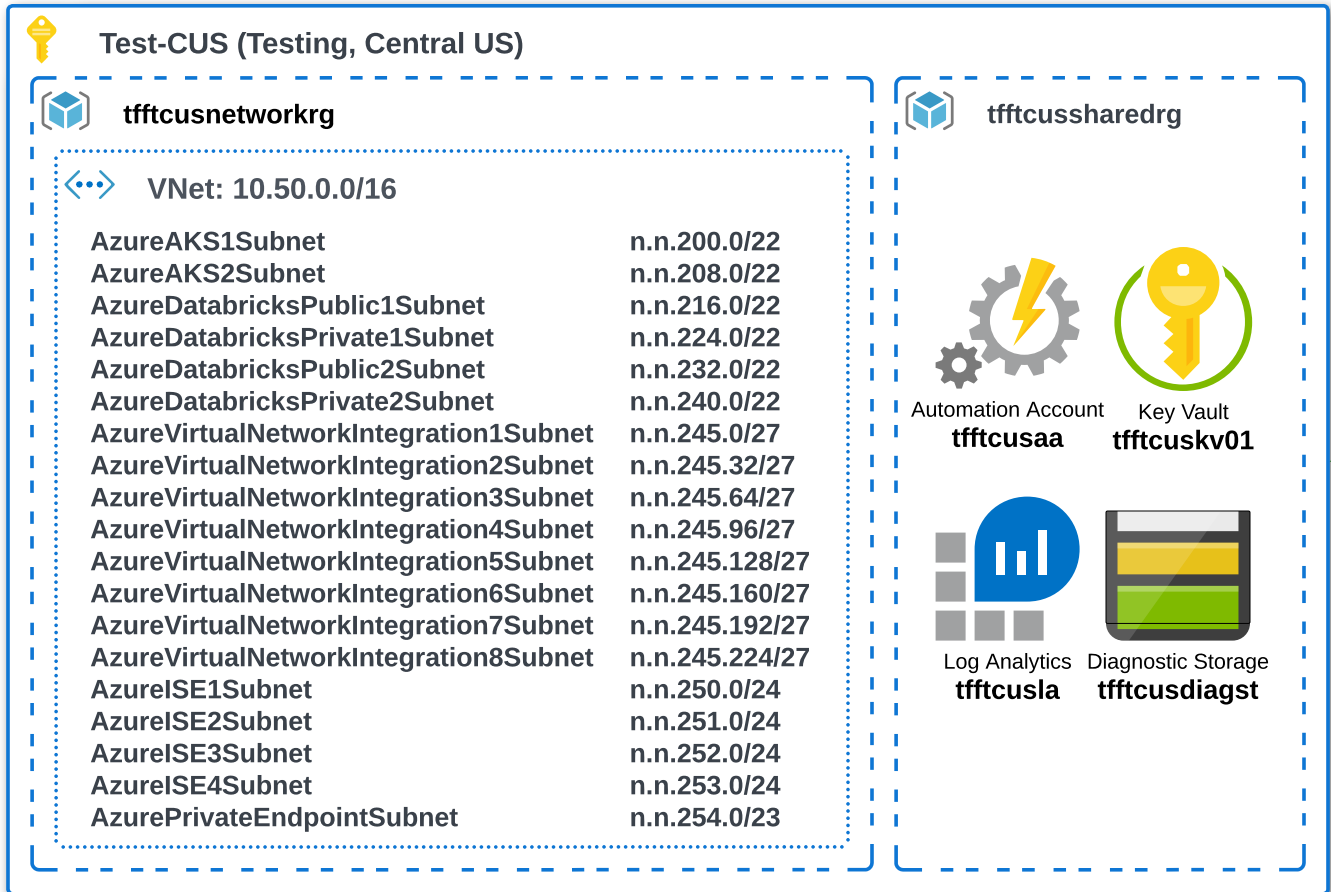 Test-CUS (Testing, Central US)
tfftcusnetworkrg
VNet: 10.50.0.0/16
AzureAKS1Subnet n.n.200.0/22
AzureAKS2Subnet n.n.208.0/22
AzureDatabricksPublic1Subnet n.n.216.0/22
AzureDatabricksPrivate1Subnet n.n.224.0/22
AzureDatabricksPublic2Subnet n.n.232.0/22
AzureDatabricksPrivate2Subnet n.n.240.0/22
AzureVirtualNetworkIntegration1Subnet n.n.245.0/27
AzureVirtualNetworkIntegration2Subnet n.n.245.32/27
AzureVirtualNetworkIntegration3Subnet n.n.245.64/27
AzureVirtualNetworkIntegration4Subnet n.n.245.96/27
AzureVirtualNetworkIntegration5Subnet n.n.245.128/27
AzureVirtualNetworkIntegration6Subnet n.n.245.160/27
AzureVirtualNetworkIntegration7Subnet n.n.245.192/27
AzureVirtualNetworkIntegration8Subnet n.n.245.224/27
AzureISE1Subnet n.n.250.0/24
AzureISE2Subnet n.n.251.0/24
AzureISE3Subnet n.n.252.0/24
AzureISE4Subnet n.n.253.0/24
AzurePrivateEndpointSubnet n.n.254.0/23
tfftcussharedrg
Automation Account
tfftcusaa
Key Vault
tfftcuskv01
Log Analytics
tfftcusla
Diagnostic Storage
tfftcusdiagst